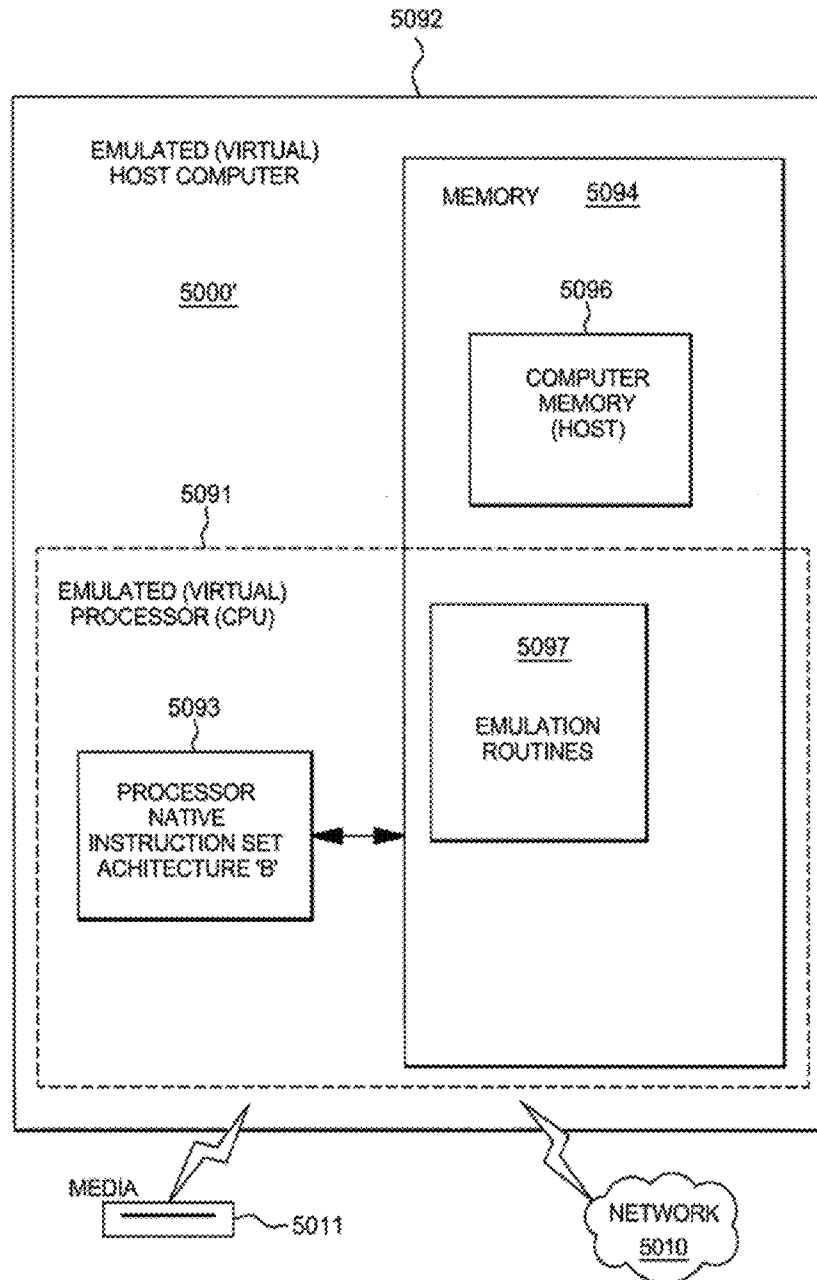 5092
EMULATED (VIRTUAL)
HOST COMPUTER
MEMORY 5094
5000'
5096
COMPUTER
MEMORY
(HOST)
5091
EMULATED (VIRTUAL)
PROCESSOR (CPU)
5097
EMULATION
ROUTINES
5093
PROCESSOR
NATIVE
INSTRUCTION SET
ACHITECTURE 'B'
MEDIA
5011
NETWORK
5010